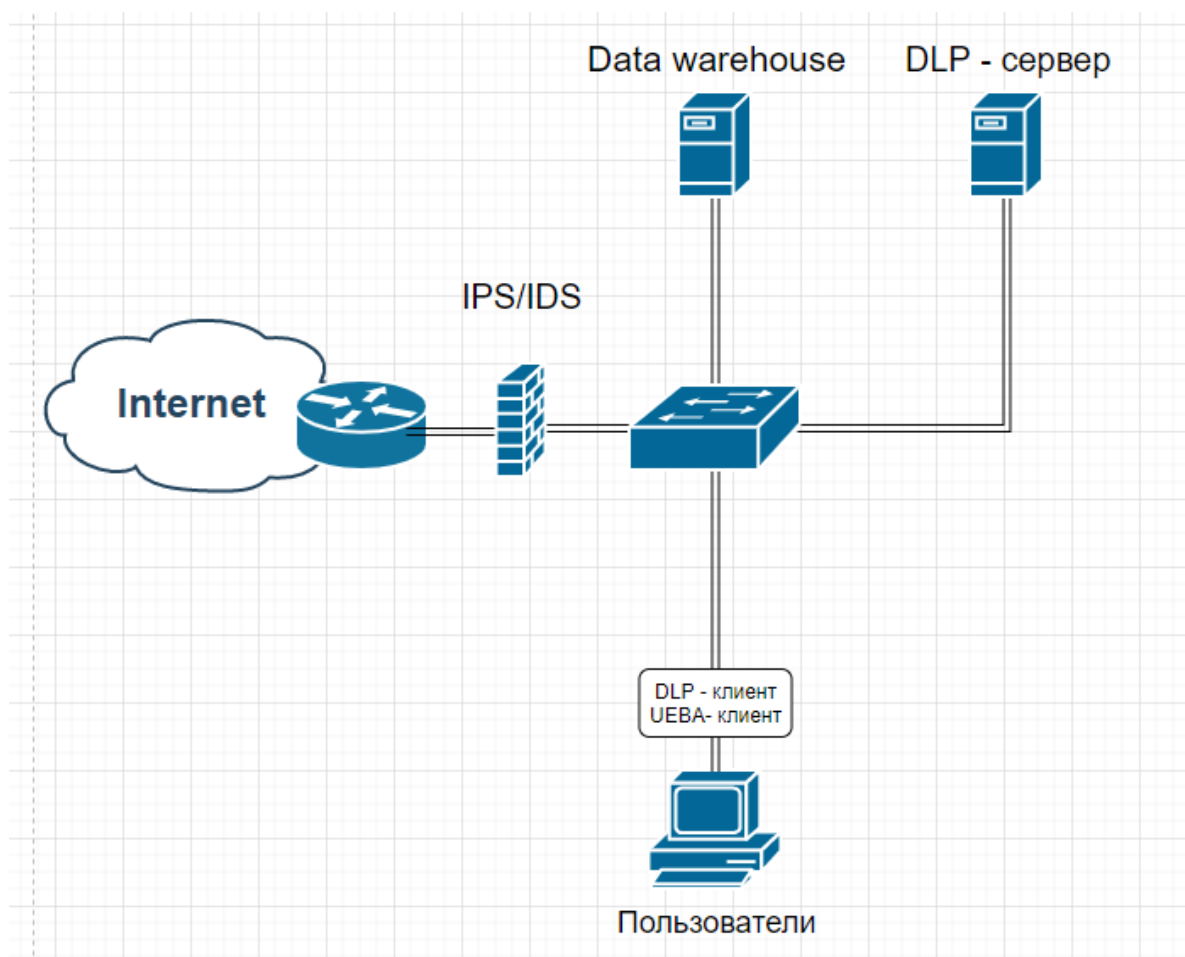 Data warehouse
DLP - сервер
IPS/IDS
Internet
DLP - клиент
UEBA- клиент
Пользователи